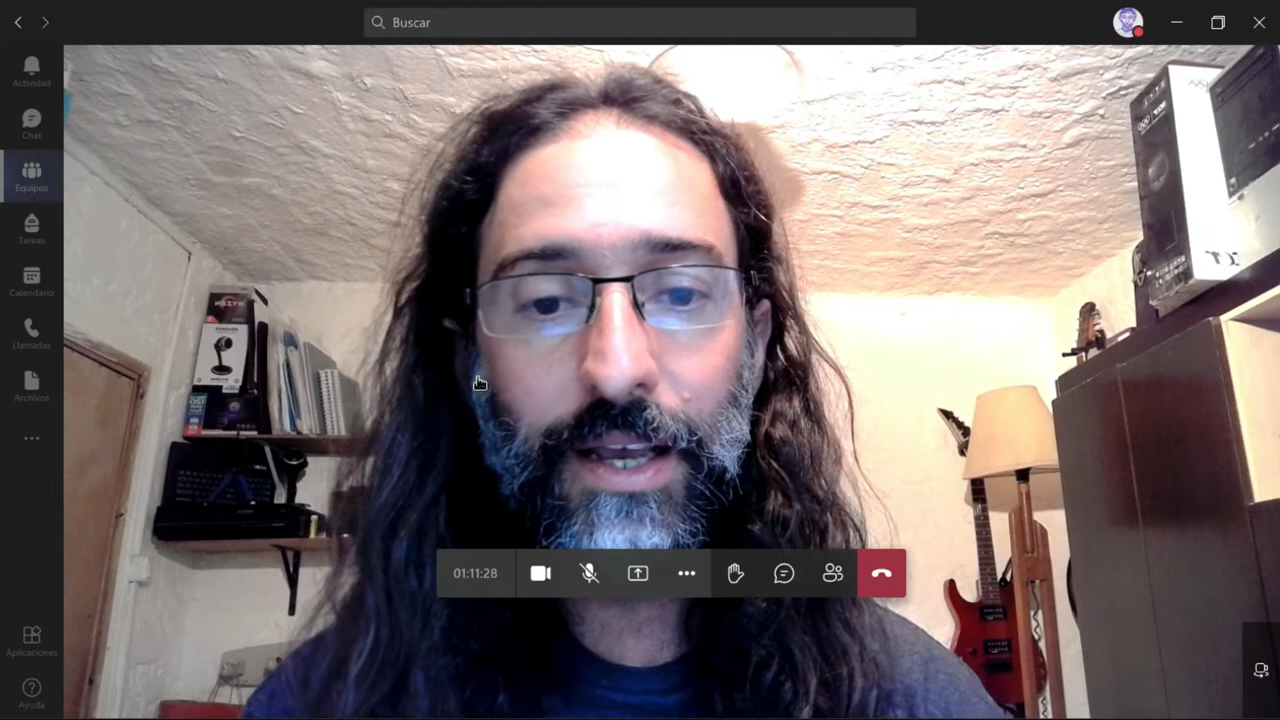 Buscar
Actividad
Chat
Equipos
Tareas
Calendario
Llamadas
Archivos
01:11:28
Aplicaciones
Ayuda